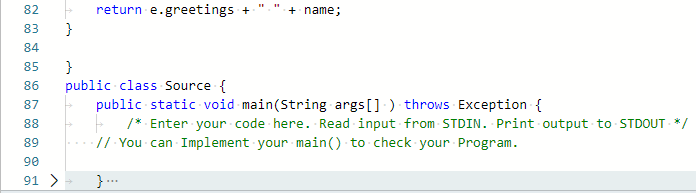 82 return e.greetings + " " + name;
83 }
84
85 }
86 public class Source {
87 public static void main(String args[] ) throws Exception {
88 /* Enter your code here. Read input from STDIN. Print output to STDOUT */
89 // You can Implement your main() to check your Program.
90
91 > }⋯